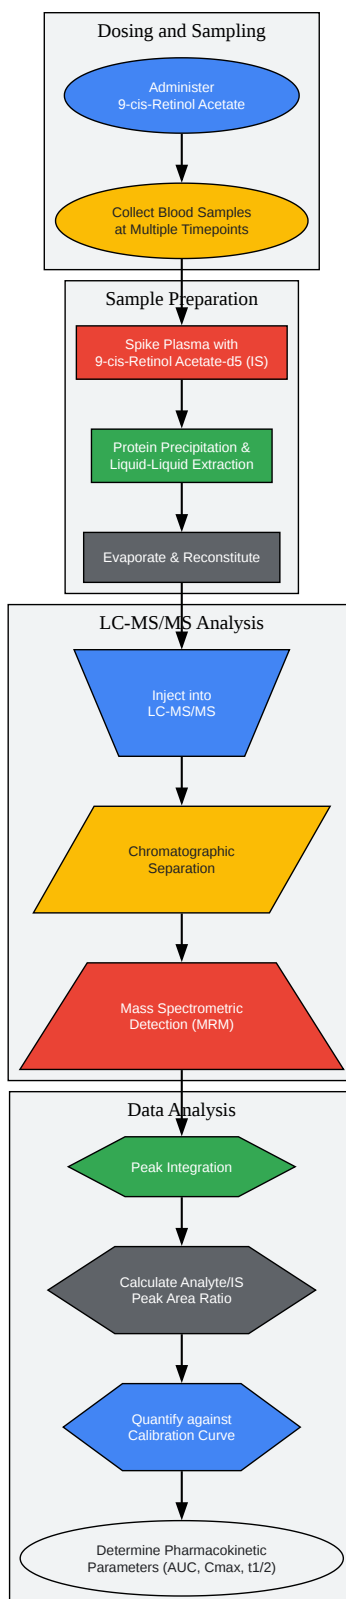 Dosing and Sampling
Administer
9-cis-Retinol Acetate
Collect Blood Samples
at Multiple Timepoints
Sample Preparation
Spike Plasma with
9-cis-Retinol Acetate-d5 (IS)
Protein Precipitation &
Liquid-Liquid Extraction
Evaporate & Reconstitute
LC-MS/MS Analysis
Inject into
LC-MS/MS
Chromatographic
Separation
Mass Spectrometric
Detection (MRM)
Data Analysis
Peak Integration
Calculate Analyte/IS
Peak Area Ratio
Quantify against
Calibration Curve
Determine Pharmacokinetic
Parameters (AUC, Cmax, t1/2)